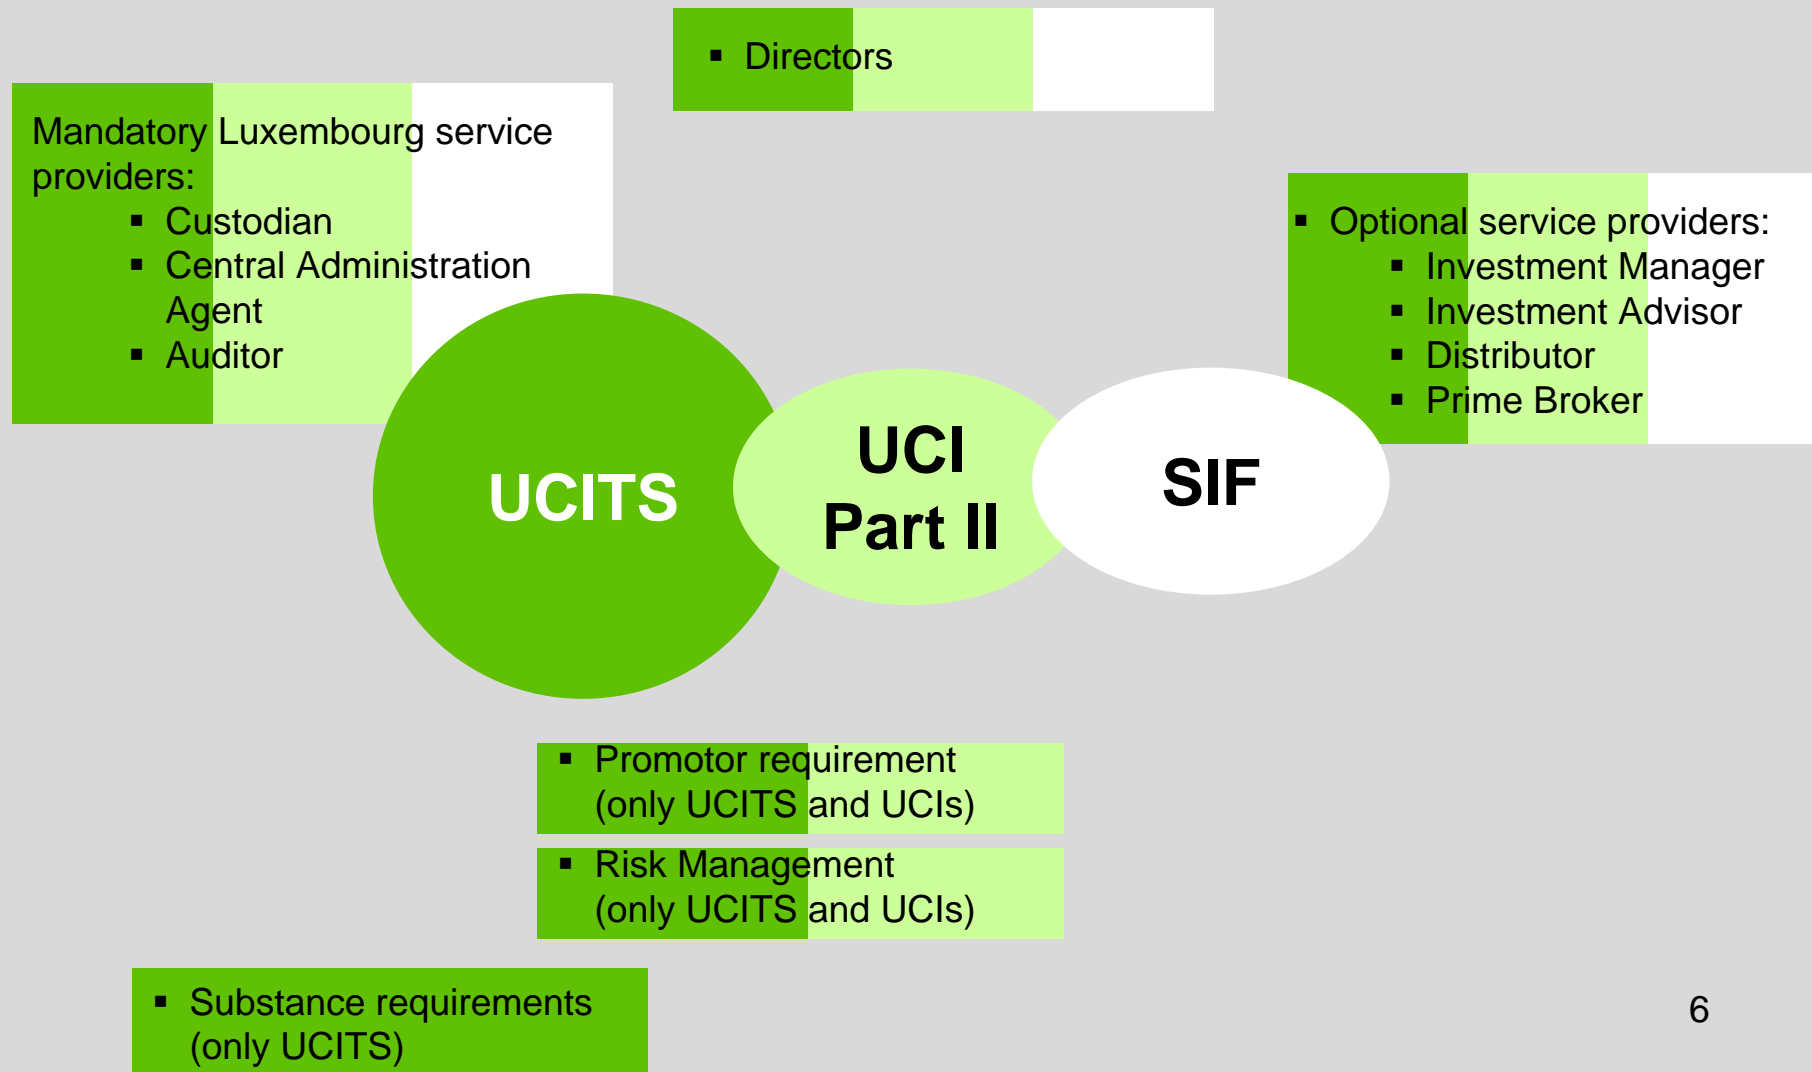 ▪ Directors
Mandatory Luxembourg service
providers:
▪ Custodian
▪ Central Administration
Agent
▪ Auditor
▪ Optional service providers:
▪ Investment Manager
▪ Investment Advisor
▪ Distributor
▪ Prime Broker
UCITS
UCI
Part II
SIF
▪ Promotor requirement
(only UCITS and UCIs)
▪ Risk Management
(only UCITS and UCIs)
▪ Substance requirements
(only UCITS)
6